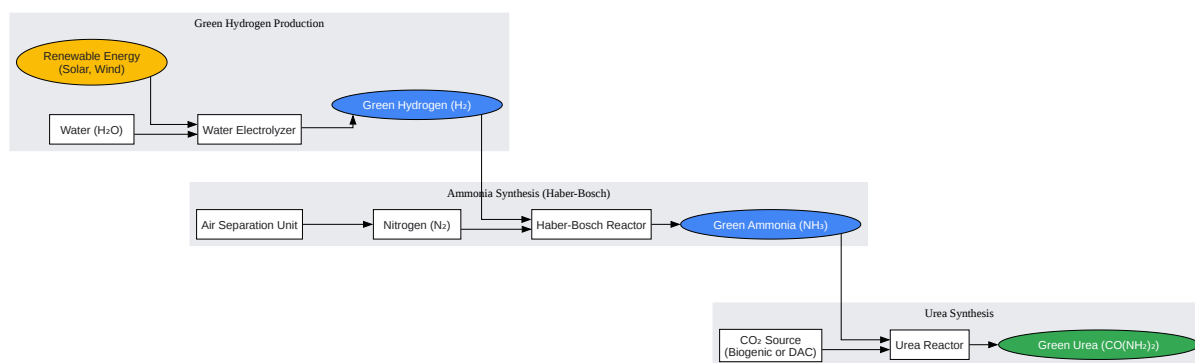 Green Hydrogen Production
Renewable Energy
(Solar, Wind)
Green Hydrogen (H₂)
Water (H₂O)
Water Electrolyzer
Ammonia Synthesis (Haber-Bosch)
Air Separation Unit
Nitrogen (N₂)
Haber-Bosch Reactor
Green Ammonia (NH₃)
Urea Synthesis
CO₂ Source
(Biogenic or DAC)
Urea Reactor
Green Urea (CO(NH₂)₂)